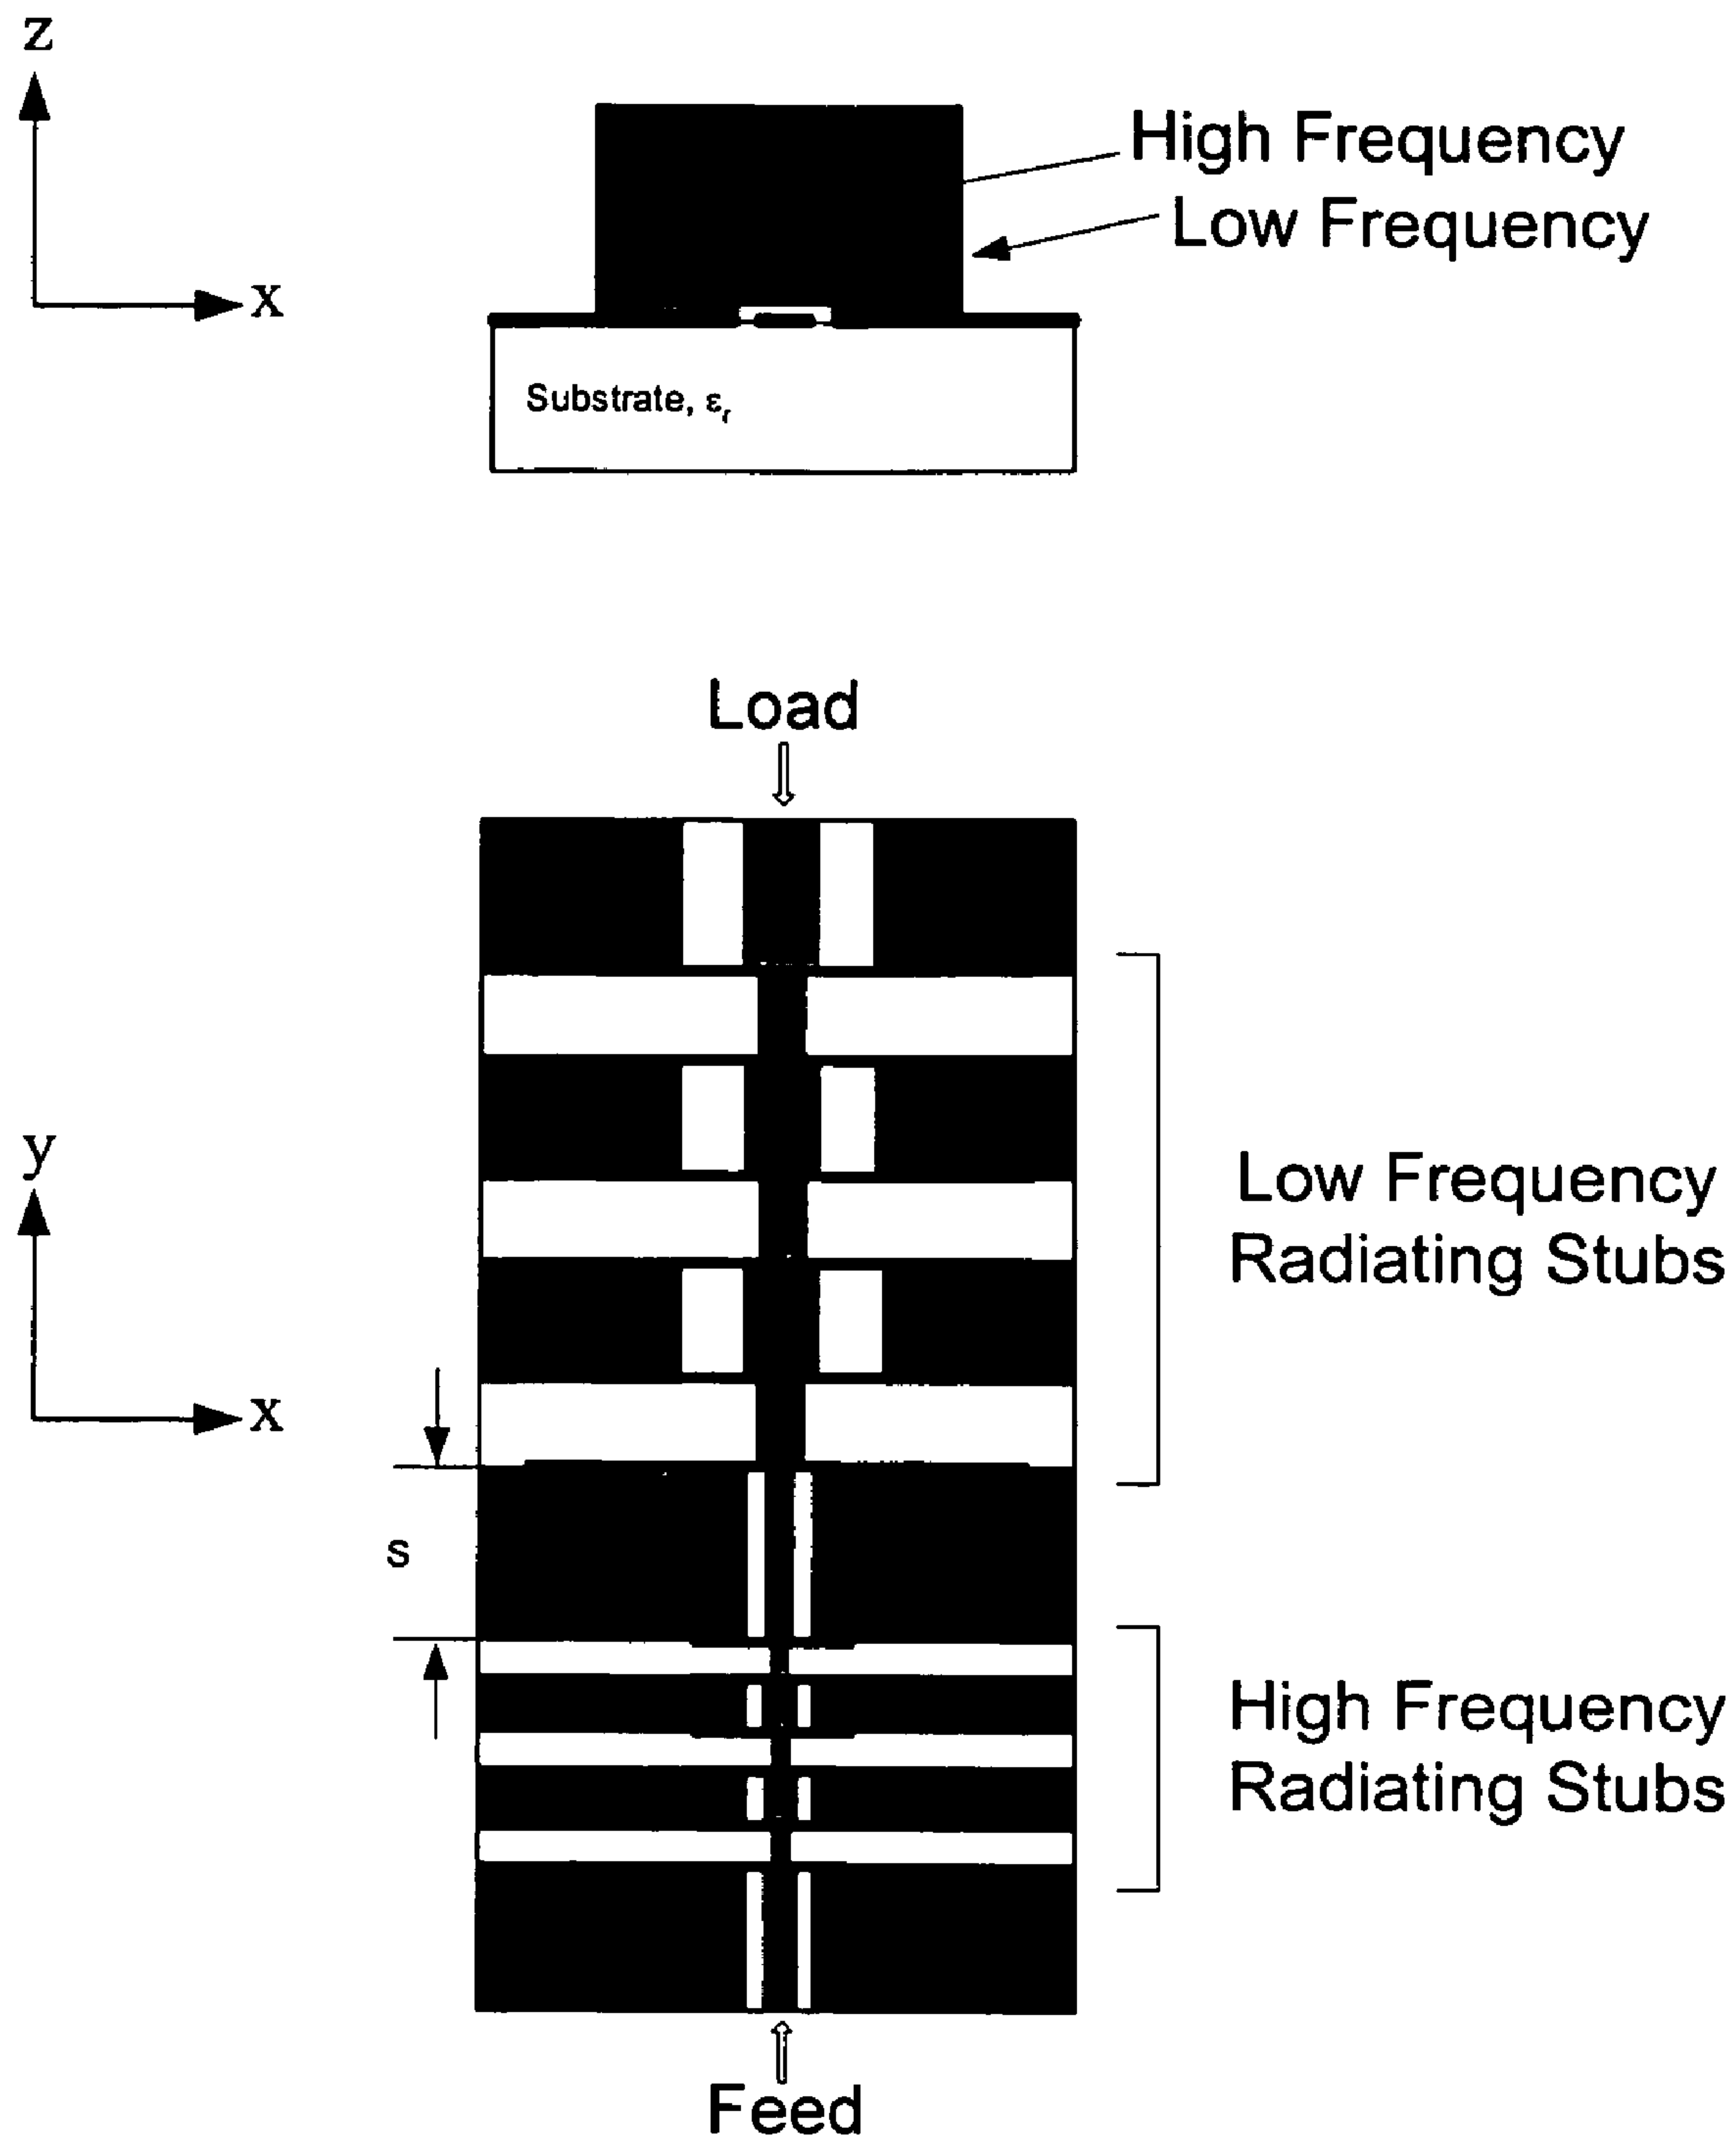 z
High Frequency
Low Frequency
x
Substrate, εr
Load
y
Low Frequency
Radiating Stubs
x
s
High Frequency
Radiating Stubs
Feed